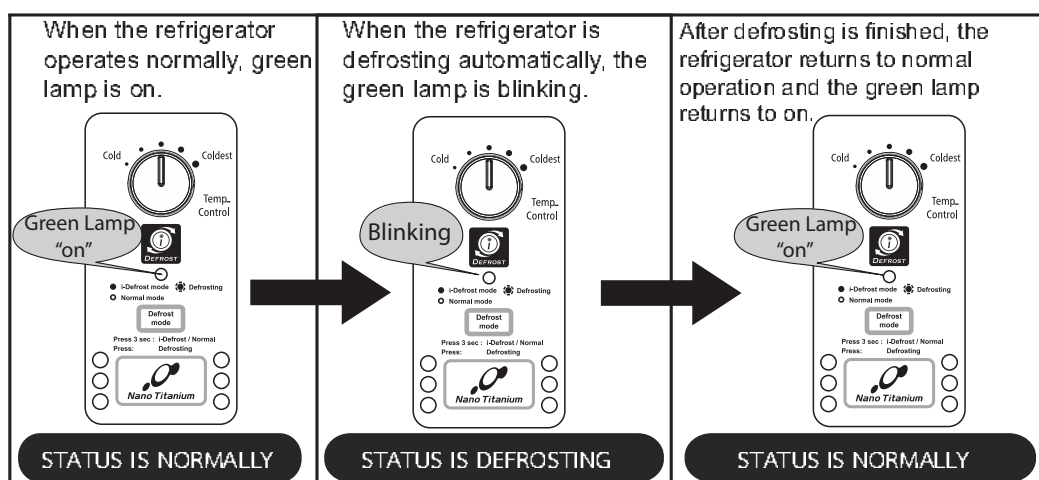 When the refrigerator
operates normally, green
lamp is on.
Cold
Coldest
Temp.
Control
Green Lamp
"on"
i
DEFROST
i-Defrost mode Defrosting
Normal mode
Defrost
mode
Press 3 sec : i-Defrost / Normal
Press: Defrosting
Nano Titanium
STATUS IS NORMALLY
When the refrigerator is
defrosting automatically, the
green lamp is blinking.
Cold
Coldest
Temp.
Control
Blinking
i
DEFROST
i-Defrost mode Defrosting
Normal mode
Defrost
mode
Press 3 sec : i-Defrost / Normal
Press: Defrosting
Nano Titanium
STATUS IS DEFROSTING
After defrosting is finished, the
refrigerator returns to normal
operation and the green lamp
returns to on.
Cold
Coldest
Temp.
Control
Green Lamp
"on"
i
DEFROST
i-Defrost mode Defrosting
Normal mode
Defrost
mode
Press 3 sec : i-Defrost / Normal
Press: Defrosting
Nano Titanium
STATUS IS NORMALLY